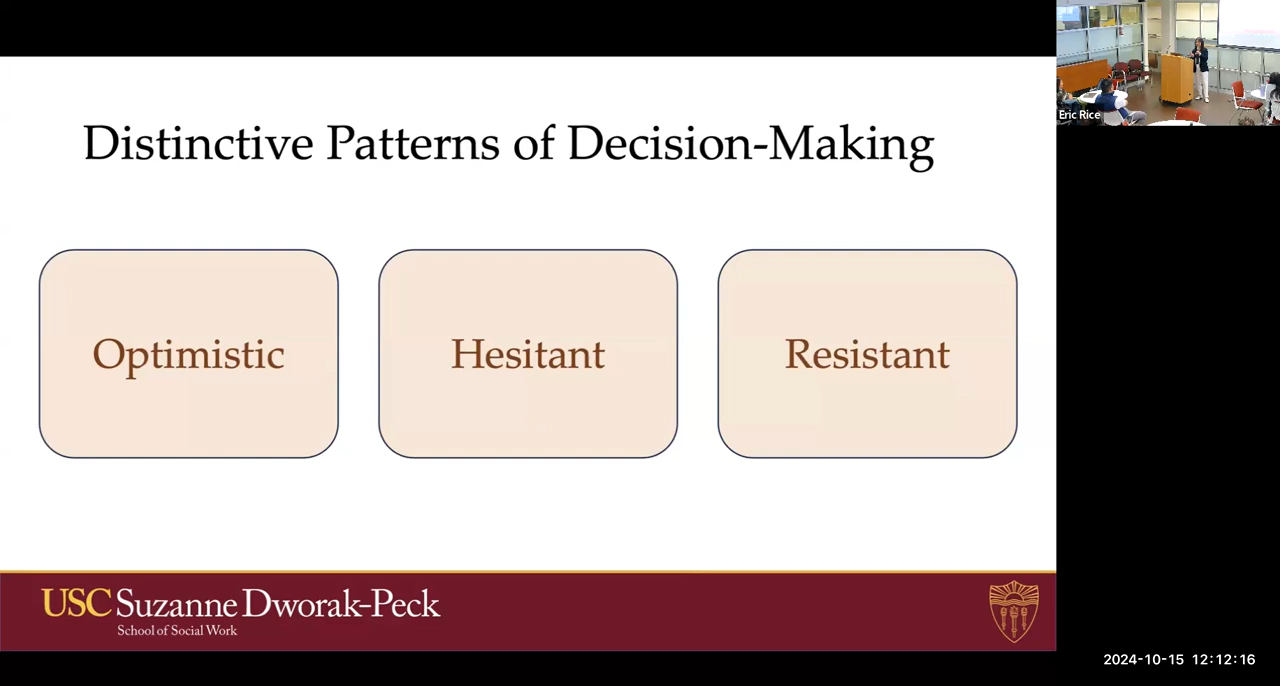 Distinctive Patterns of Decision-Making
Optimistic
Hesitant
Resistant
USC Suzanne Dworak-Peck
School of Social Work
Eric Rice
2024-10-15 12:12:16